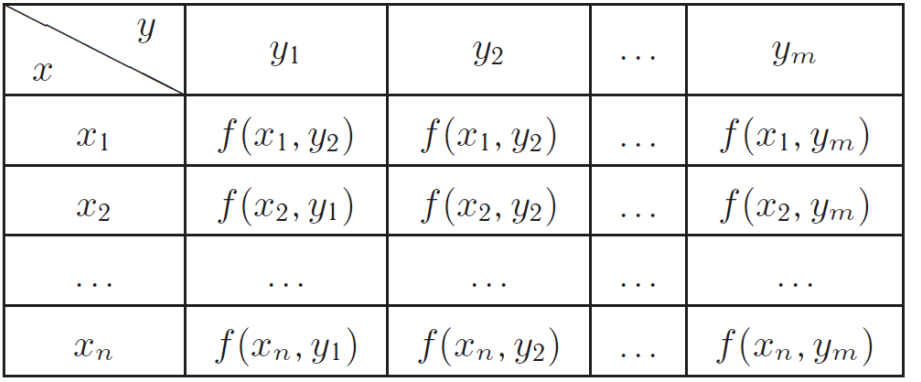 y
x y₁ y₂ … yₘ
x₁ f(x₁, y₂) f(x₁, y₂) … f(x₁, yₘ)
x₂ f(x₂, y₁) f(x₂, y₂) … f(x₂, yₘ)
… … … … …
xₙ f(xₙ, y₁) f(xₙ, y₂) … f(xₙ, yₘ)